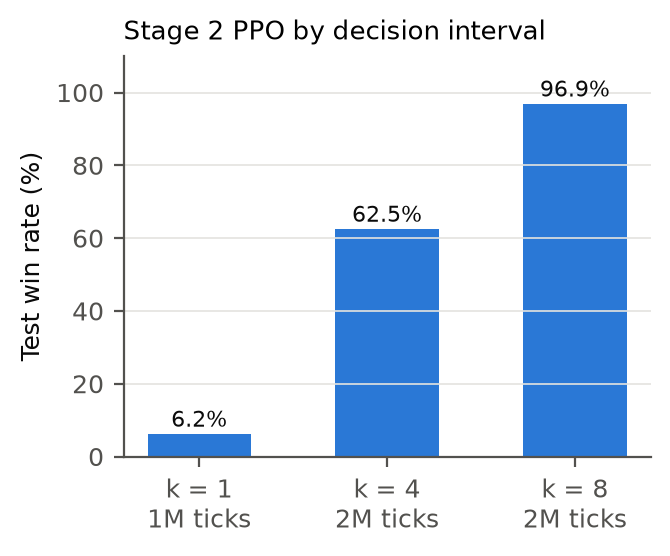 Stage 2 PPO by decision interval
Test win rate (%)
100
80
60
40
20
0
6.2%
62.5%
96.9%
k = 1
1M ticks
k = 4
2M ticks
k = 8
2M ticks